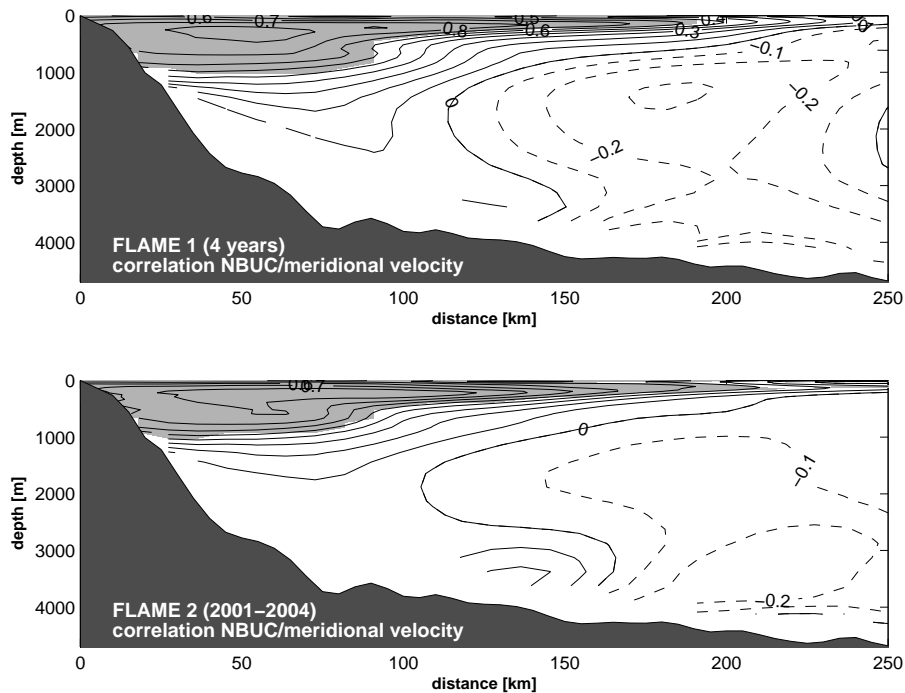 0.6 0.7 0.5 0.4
0.8 0.6 0.3
−0.1
−0.2
0
−0.2
0
1000
2000
3000
4000
depth [m]
FLAME 1 (4 years)
correlation NBUC/meridional velocity
0 50 100 150 200 250
distance [km]
0.7
0
−0.1
−0.2
0
1000
2000
3000
4000
depth [m]
FLAME 2 (2001−2004)
correlation NBUC/meridional velocity
0 50 100 150 200 250
distance [km]